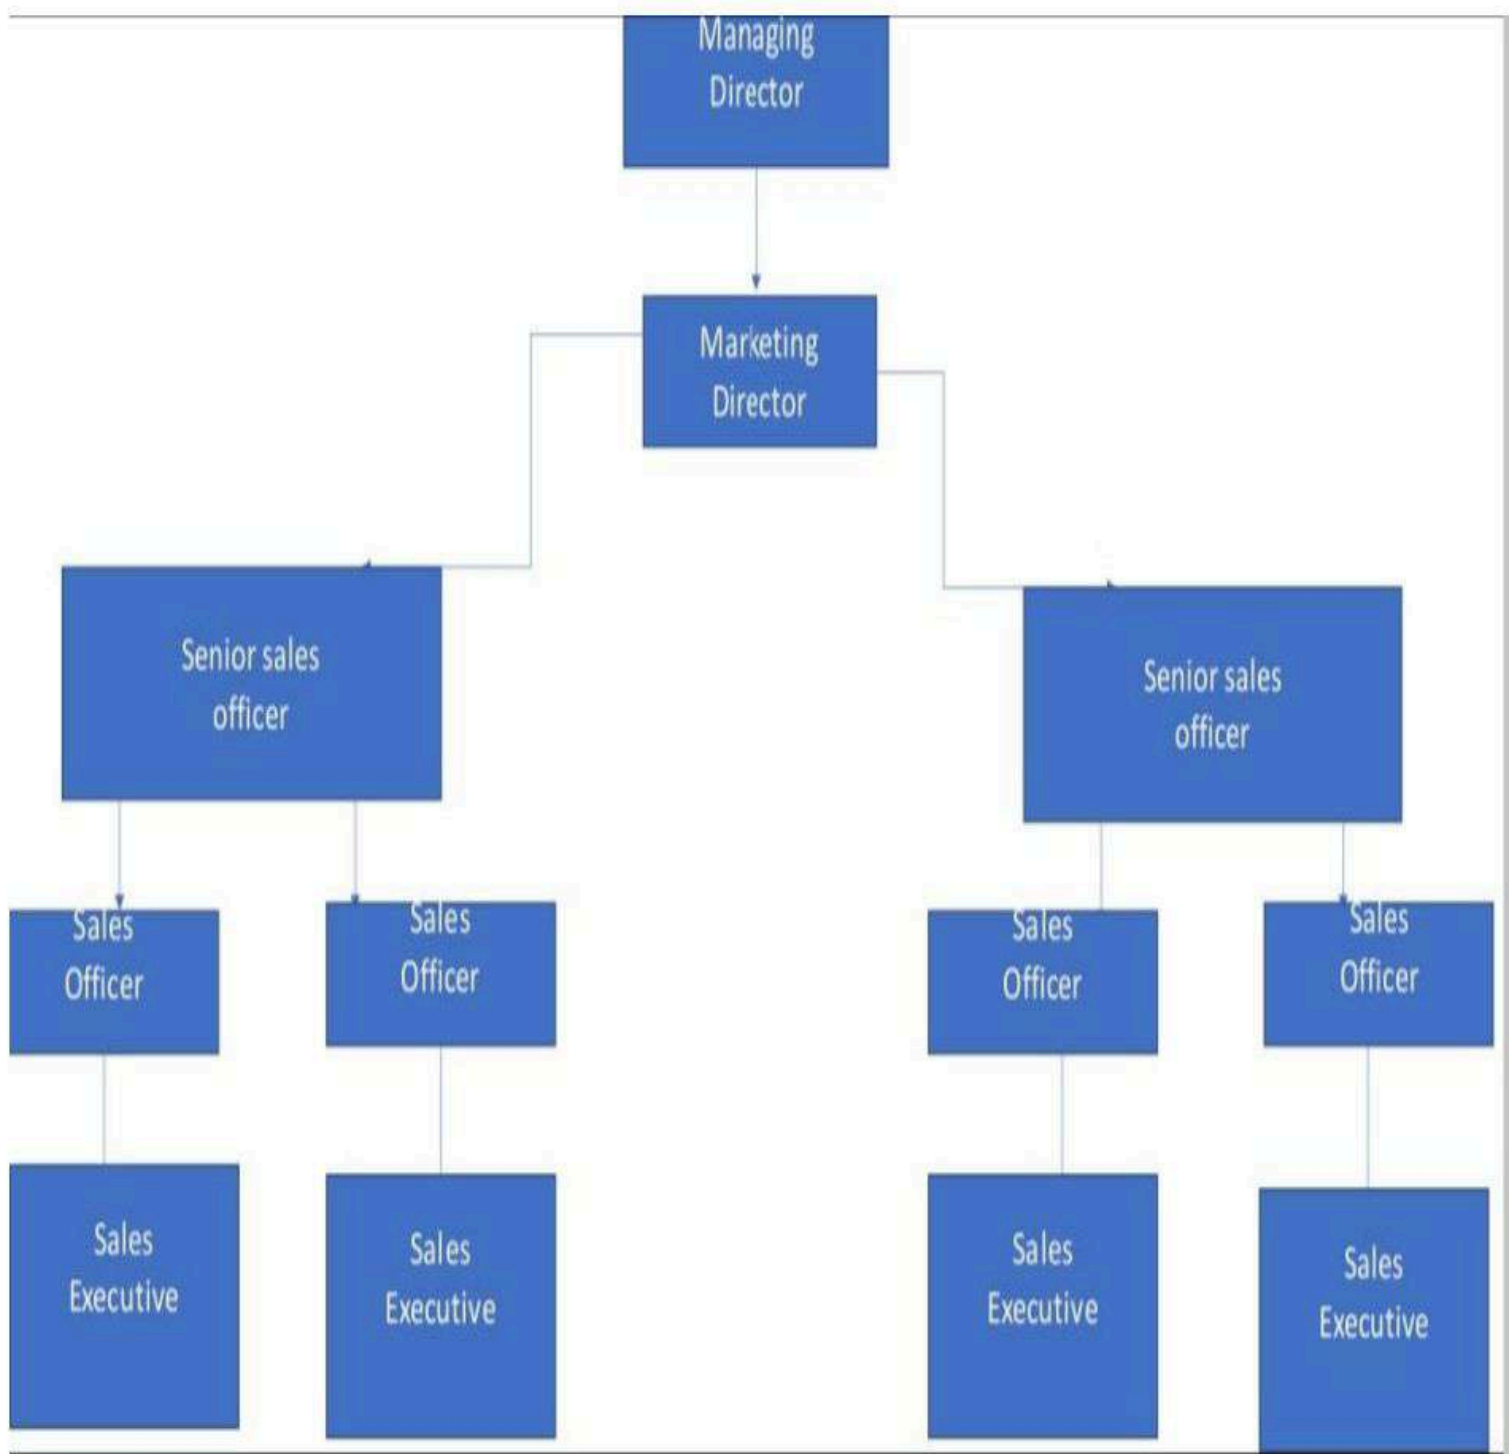 Managing
Director
Marketing
Director
Senior sales
officer
Senior sales
officer
Sales
Officer
Sales
Officer
Sales
Officer
Sales
Officer
Sales
Executive
Sales
Executive
Sales
Executive
Sales
Executive